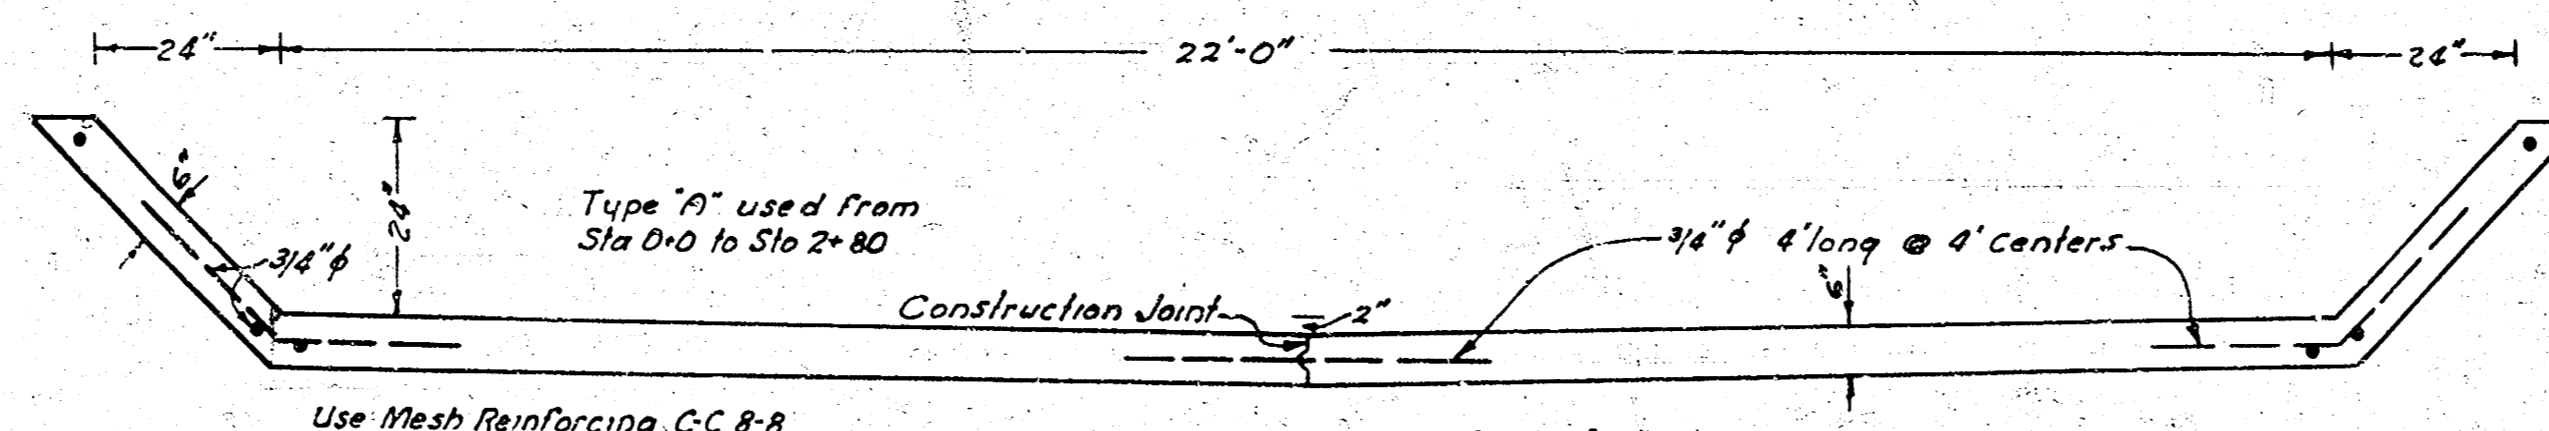 24" 22'-0" 24"
6"
24"
Type "A" used from
Sta 0+0 to Sta 2+80
3/4" ϕ
3/4" ϕ 4' long @ 4' centers
6"
Construction Joint
2"
Use Mesh Reinforcing C-C 8-8